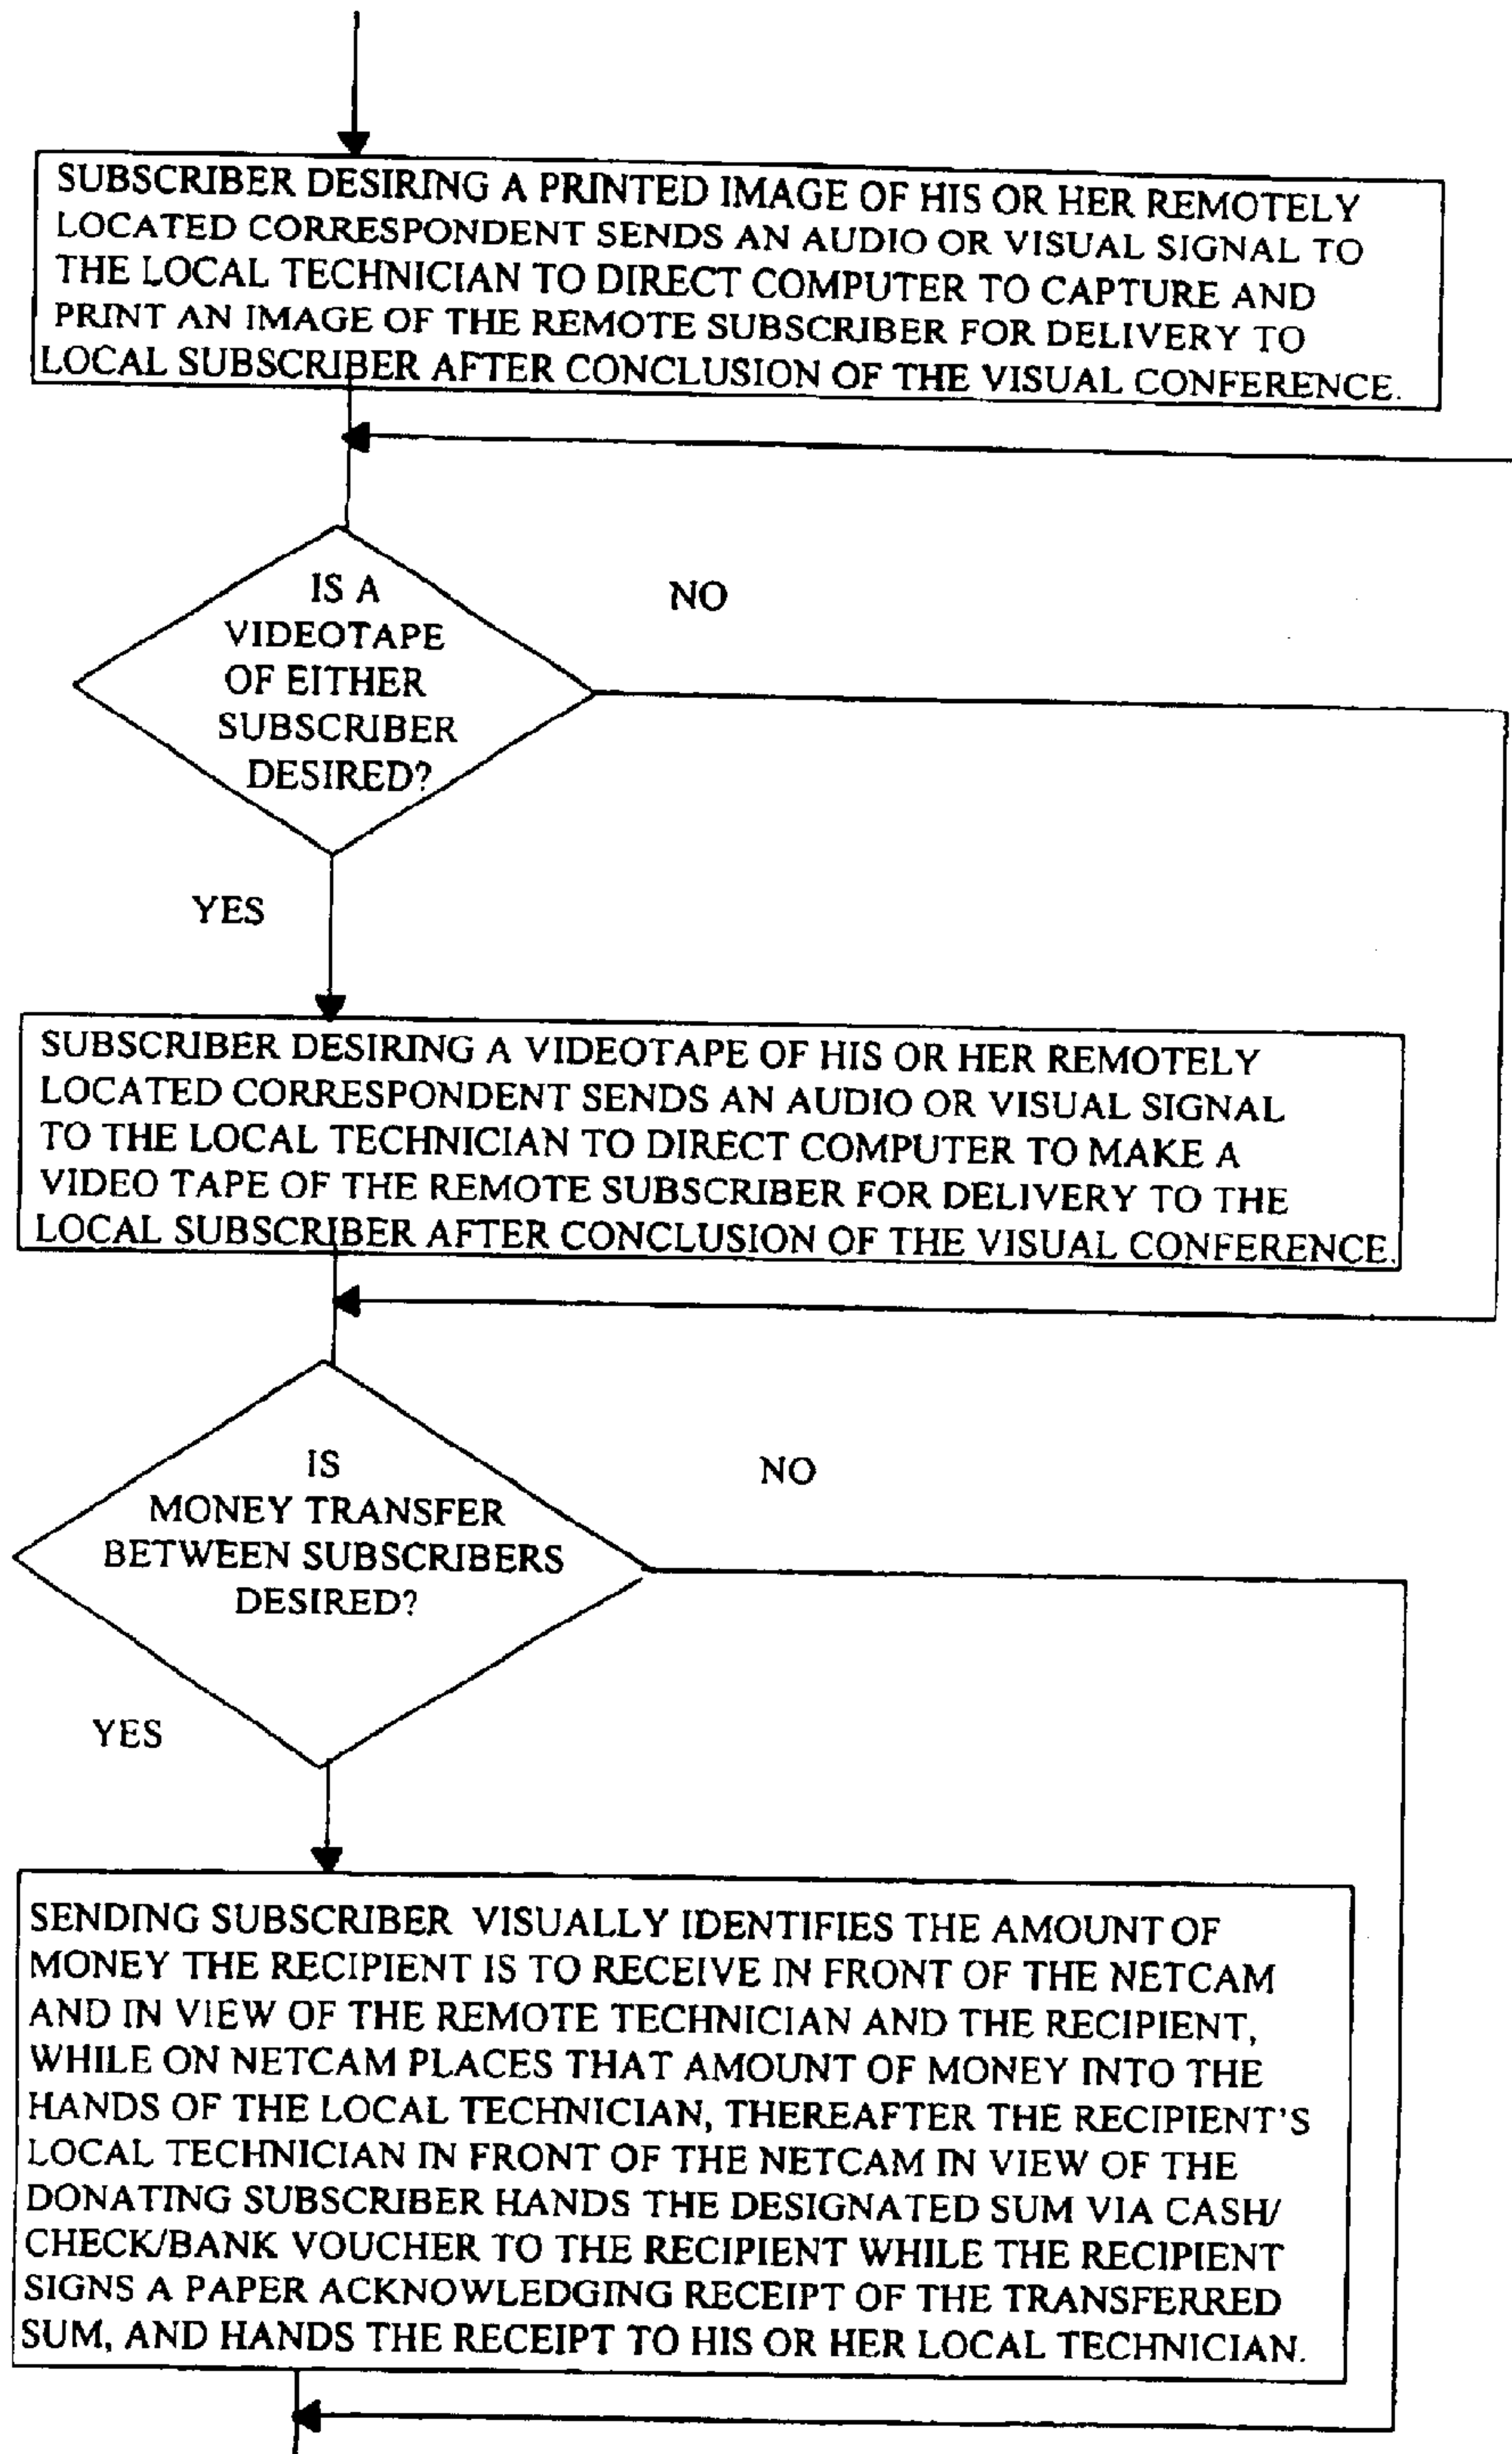 SUBSCRIBER DESIRING A PRINTED IMAGE OF HIS OR HER REMOTELY
LOCATED CORRESPONDENT SENDS AN AUDIO OR VISUAL SIGNAL TO
THE LOCAL TECHNICIAN TO DIRECT COMPUTER TO CAPTURE AND
PRINT AN IMAGE OF THE REMOTE SUBSCRIBER FOR DELIVERY TO
LOCAL SUBSCRIBER AFTER CONCLUSION OF THE VISUAL CONFERENCE.
IS A
VIDEOTAPE
OF EITHER
SUBSCRIBER
DESIRED?
NO
YES
SUBSCRIBER DESIRING A VIDEOTAPE OF HIS OR HER REMOTELY
LOCATED CORRESPONDENT SENDS AN AUDIO OR VISUAL SIGNAL
TO THE LOCAL TECHNICIAN TO DIRECT COMPUTER TO MAKE A
VIDEO TAPE OF THE REMOTE SUBSCRIBER FOR DELIVERY TO THE
LOCAL SUBSCRIBER AFTER CONCLUSION OF THE VISUAL CONFERENCE.
IS
MONEY TRANSFER
BETWEEN SUBSCRIBERS
DESIRED?
NO
YES
SENDING SUBSCRIBER VISUALLY IDENTIFIES THE AMOUNT OF
MONEY THE RECIPIENT IS TO RECEIVE IN FRONT OF THE NETCAM
AND IN VIEW OF THE REMOTE TECHNICIAN AND THE RECIPIENT,
WHILE ON NETCAM PLACES THAT AMOUNT OF MONEY INTO THE
HANDS OF THE LOCAL TECHNICIAN, THEREAFTER THE RECIPIENT'S
LOCAL TECHNICIAN IN FRONT OF THE NETCAM IN VIEW OF THE
DONATING SUBSCRIBER HANDS THE DESIGNATED SUM VIA CASH/
CHECK/BANK VOUCHER TO THE RECIPIENT WHILE THE RECIPIENT
SIGNS A PAPER ACKNOWLEDGING RECEIPT OF THE TRANSFERRED
SUM, AND HANDS THE RECEIPT TO HIS OR HER LOCAL TECHNICIAN.